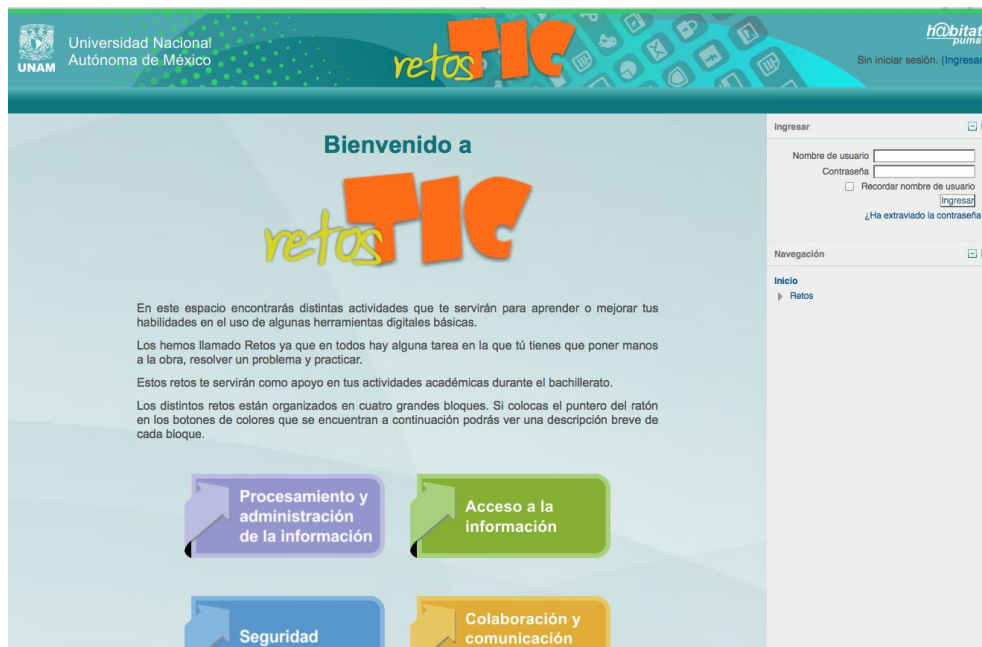 UNAM
Universidad Nacional
Autónoma de México
retos TIC
H@bitat
puma
Sin iniciar sesión. (Ingresar
Bienvenido a
retos TIC
En este espacio encontrarás distintas actividades que te servirán para aprender o mejorar tus
habilidades en el uso de algunas herramientas digitales básicas.
Los hemos llamado Retos ya que en todos hay alguna tarea en la que tú tienes que poner manos
a la obra, resolver un problema y practicar.
Estos retos te servirán como apoyo en tus actividades académicas durante el bachillerato.
Los distintos retos están organizados en cuatro grandes bloques. Si colocas el puntero del ratón
en los botones de colores que se encuentran a continuación podrás ver una descripción breve de
cada bloque.
Procesamiento y
administración
de la información
Acceso a la
información
Seguridad
Colaboración y
comunicación
Ingresar
Nombre de usuario
Contraseña
Recordar nombre de usuario
Ingresar
¿Ha extraviado la contraseña
Navegación
Inicio
Retos